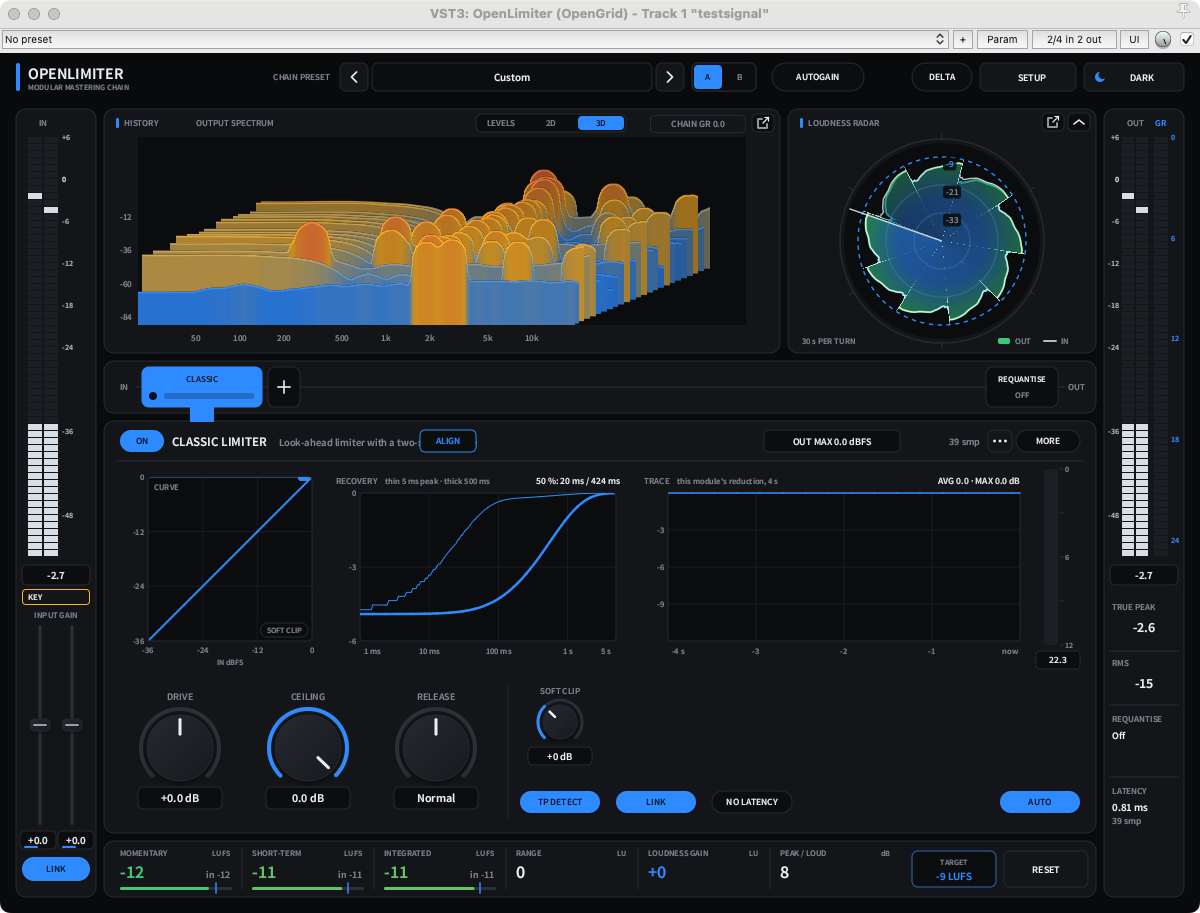 VST3: OpenLimiter (OpenGrid) - Track 1 "testsignal"
No preset
+
Param
2/4 in 2 out
UI
OPENLIMITER
MODULAR MASTERING CHAIN
CHAIN PRESET
Custom
A
B
AUTOGAIN
DELTA
SETUP
DARK
IN
+6
0
-6
-12
-18
-24
-36
-48
-2.7
KEY
INPUT GAIN
+0.0
+0.0
LINK
HISTORY
OUTPUT SPECTRUM
LEVELS
2D
3D
CHAIN GR 0.0
-12
-36
-60
-84
50
100
200
500
1k
2k
5k
10k
LOUDNESS RADAR
-9
-21
-33
30 s PER TURN
OUT
IN
IN
CLASSIC
+
REQUANTISE
OFF
OUT
ON
CLASSIC LIMITER
Look-ahead limiter with a two-s
ALIGN
OUT MAX 0.0 dBFS
39 smp
•••
MORE
CURVE
0
-12
-24
-36
-36
-24
-12
0
IN dBFS
SOFT CLIP
RECOVERY
thin 5 ms peak · thick 500 ms
50 %: 20 ms / 424 ms
0
-3
-6
1 ms
10 ms
100 ms
1 s
5 s
TRACE
this module's reduction, 4 s
AVG 0.0 · MAX 0.0 dB
-3
-6
-9
-4 s
-3
-2
-1
now
0
6
12
22.3
DRIVE
+0.0 dB
CEILING
0.0 dB
RELEASE
Normal
SOFT CLIP
+0 dB
TP DETECT
LINK
NO LATENCY
AUTO
MOMENTARY
LUFS
-12
in -12
SHORT-TERM
LUFS
-11
in -11
INTEGRATED
LUFS
-11
in -11
RANGE
LU
0
LOUDNESS GAIN
LU
+0
PEAK / LOUD
dB
8
TARGET
-9 LUFS
RESET
OUT
GR
+6
0
-6
-12
-18
-24
-36
-48
0
6
12
18
24
-2.7
TRUE PEAK
-2.6
RMS
-15
REQUANTISE
Off
LATENCY
0.81 ms
39 smp